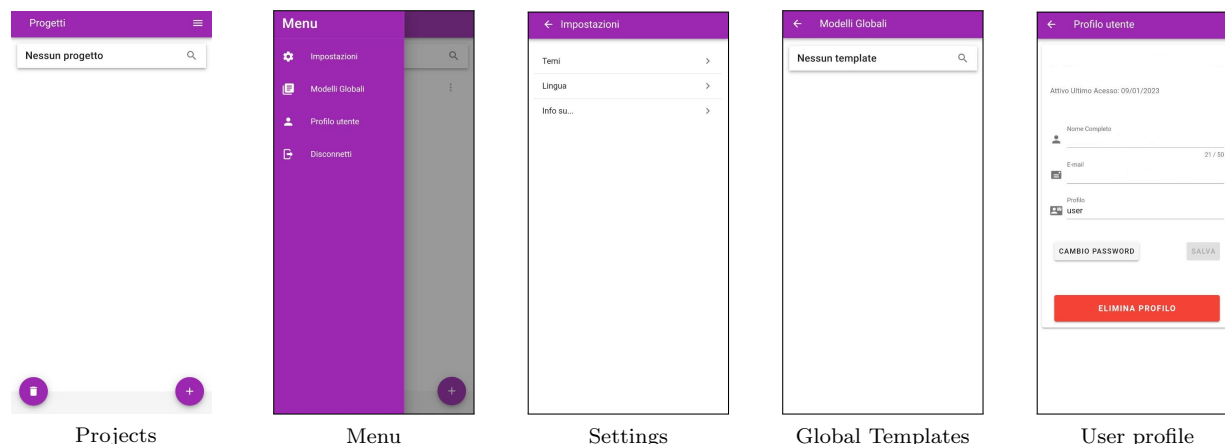 Progetti
Nessun progetto
Projects
Menu
Impostazioni
Modelli Globali
Profilo utente
Disconnetti
Menu
Impostazioni
Temi
Lingua
Info su...
Settings
Modelli Globali
Nessun template
Global Templates
Profilo utente
Attivo Ultimo Acesso: 09/01/2023
Nome Completo
21 / 50
E-mail
Profilo
user
CAMBIO PASSWORD SALVA
ELIMINA PROFILO
User profile